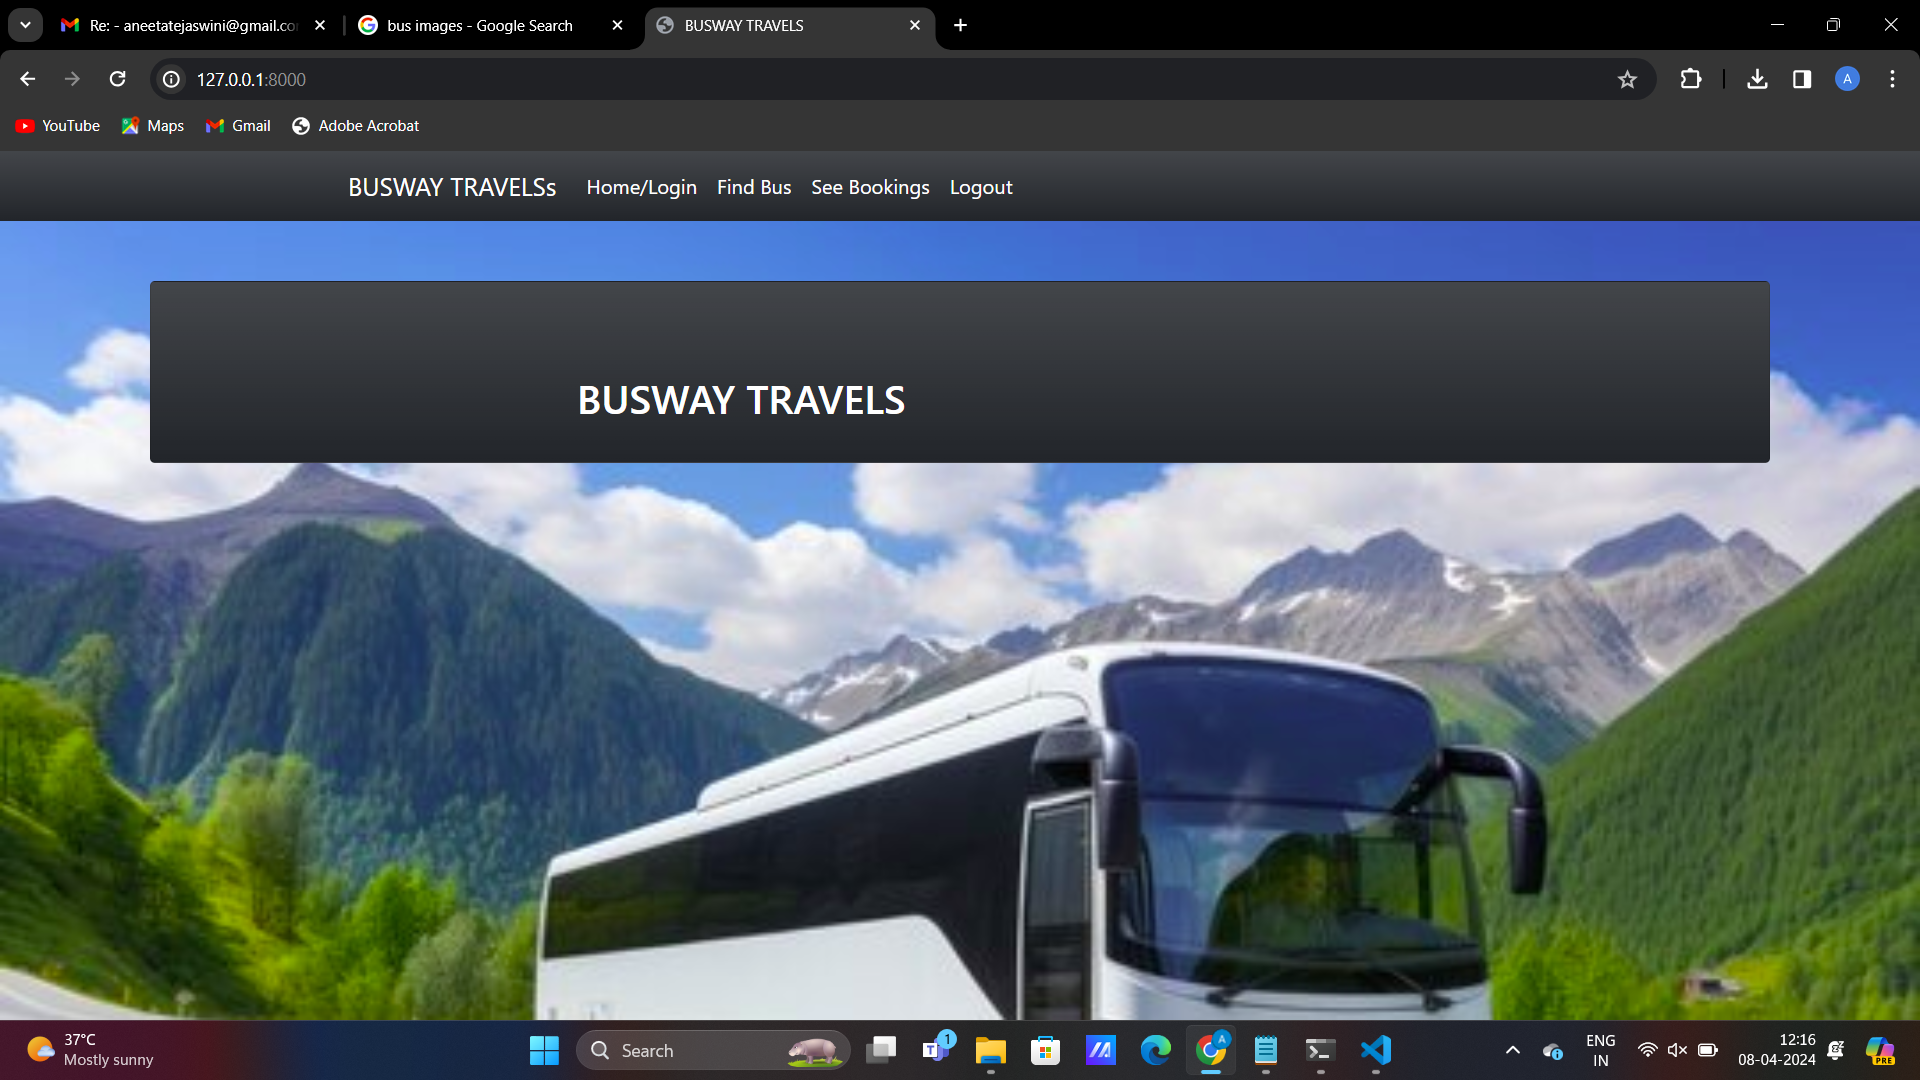 Re: - aneetatejaswini@gmail.co
bus images - Google Search
BUSWAY TRAVELS
127.0.0.1:8000
A
YouTube
Maps
Gmail
Adobe Acrobat
BUSWAY TRAVELSs
Home/Login
Find Bus
See Bookings
Logout
BUSWAY TRAVELS
37°C
Mostly sunny
Search
T
1
A
ENG
IN
12:16
08-04-2024
PRE